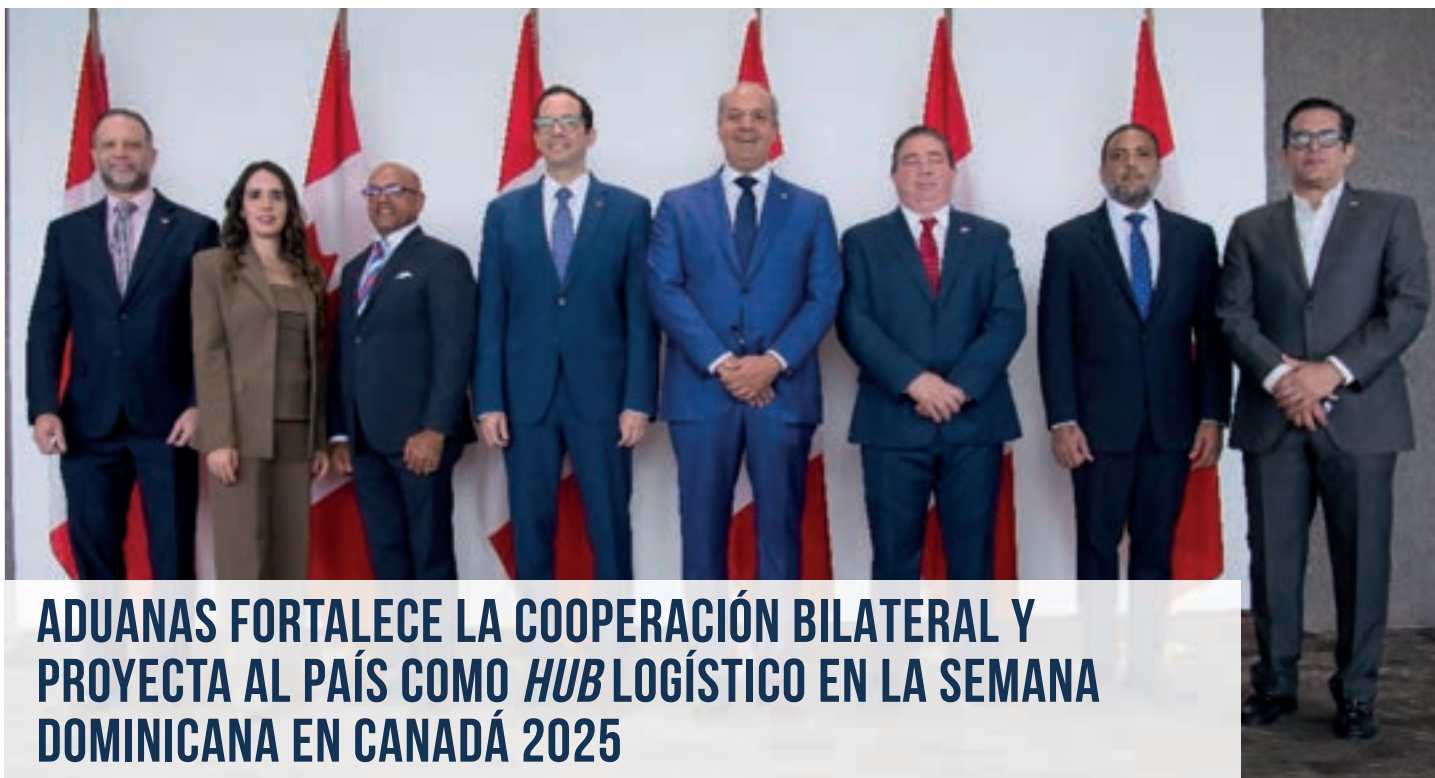 ADUANAS FORTALECE LA COOPERACIÓN BILATERAL Y
PROYECTA AL PAÍS COMO HUB LOGÍSTICO EN LA SEMANA
DOMINICANA EN CANADÁ 2025